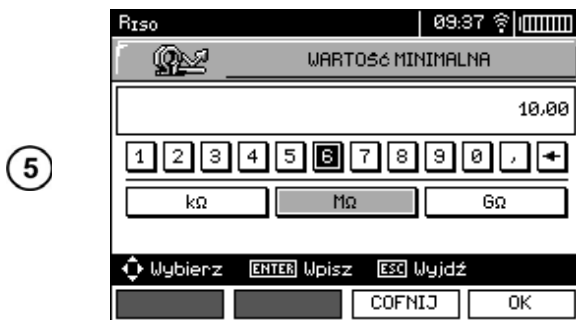 RISO 09:37
WARTOŚĆ MINIMALNA
10,00
5
1 2 3 4 5 6 7 8 9 0 ,
kΩ MΩ GΩ
Wybierz ENTER Wpisz ESC Wyjdź
COFNIJ OK